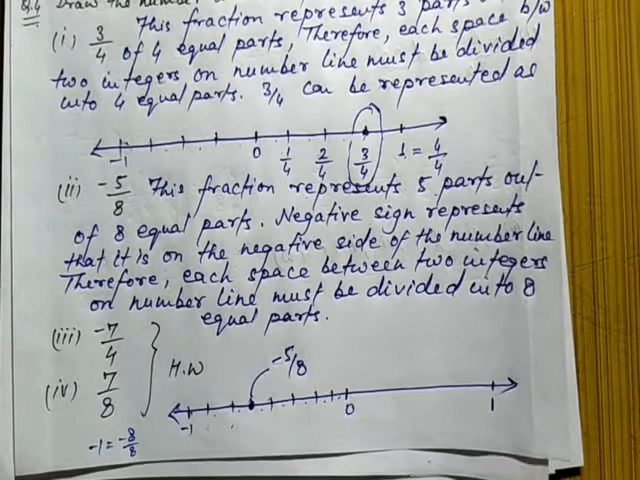 Q.4 Draw the number
This fraction represents 3 parts
(i) 3/4 of 4 equal parts, Therefore, each space b/w
two integers on number line must be divided
into 4 equal parts. 3/4 can be represented as
-1 0 1/4 2/4 3/4 1 = 4/4
(ii) -5/8 This fraction represents 5 parts out-
of 8 equal parts. Negative sign represents
that it is on the negative side of the number line
Therefore, each space between two integers
on number line must be divided into 8
equal parts.
(iii) -7/4
H.W
(iv) 7/8
-5/8
-1 0 1
-1 = -8/8